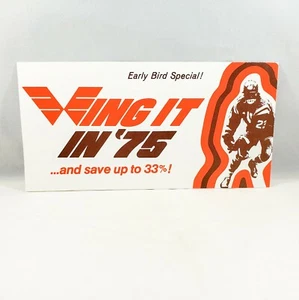 Early Bird Special!
WING IT
IN '75
...and save up to 33%!
21